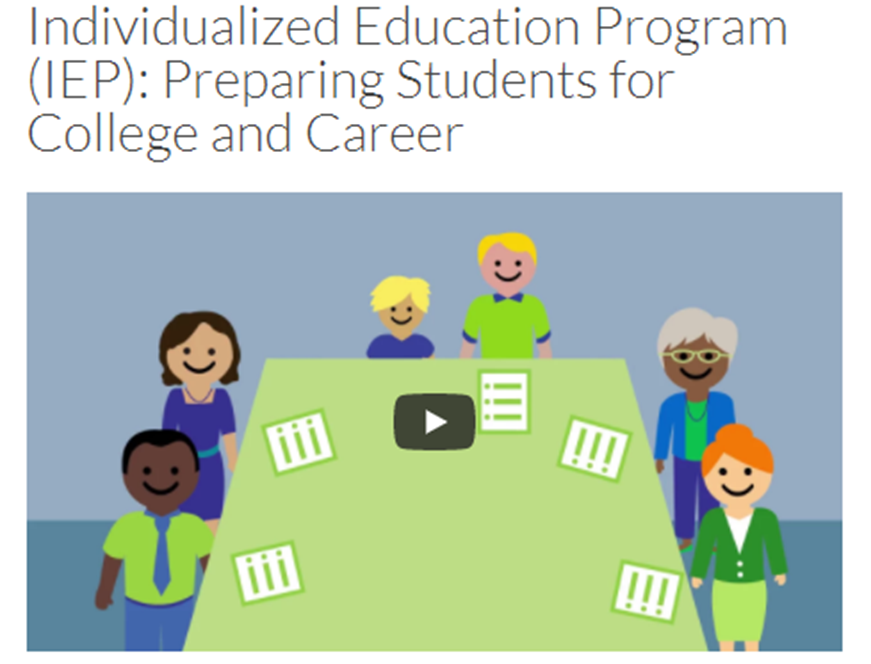 Individualized Education Program
(IEP): Preparing Students for
College and Career